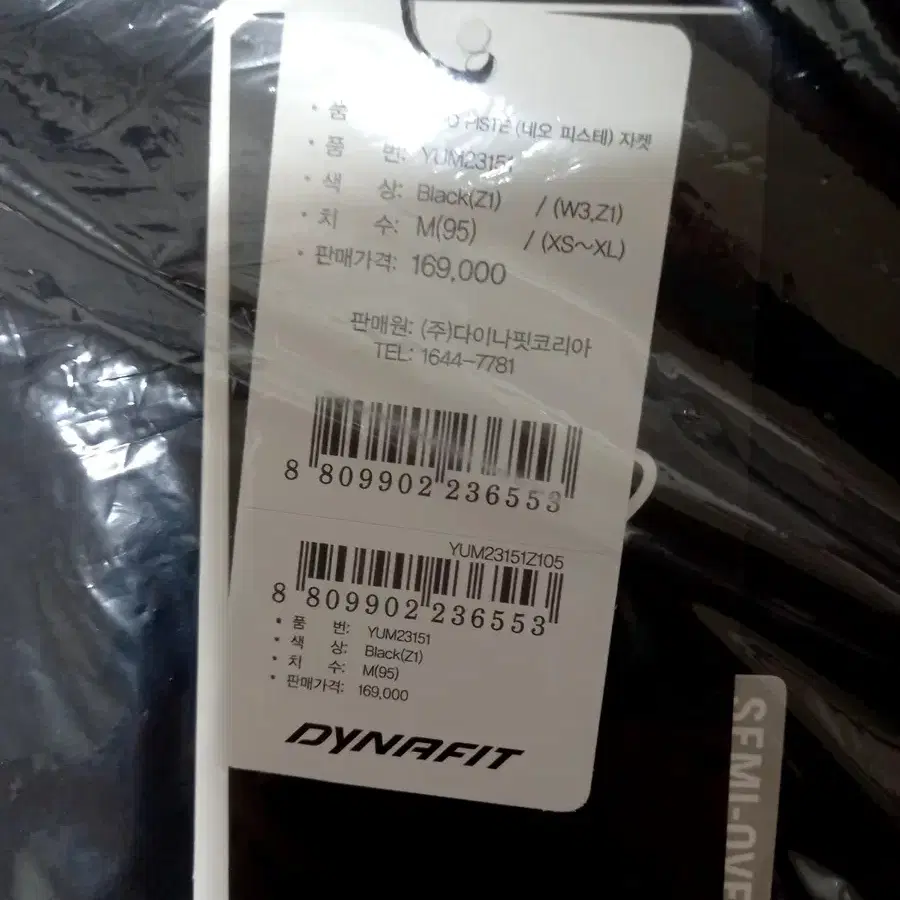 • 품
PISTE (네오 피스테) 자켓
• 품 번: YUM23151
• 색 상: Black(Z1) / (W3,Z1)
• 치 수: M(95) / (XS~XL)
• 판매가격: 169,000
판매원: (주)다이나핏코리아
TEL: 1644-7781
8 809902 236553
YUM23151Z105
8 809902 236553
• 품 번: YUM23151
• 색 상: Black(Z1)
• 치 수: M(95)
• 판매가격: 169,000
DYNAFIT
SEMI-OVE